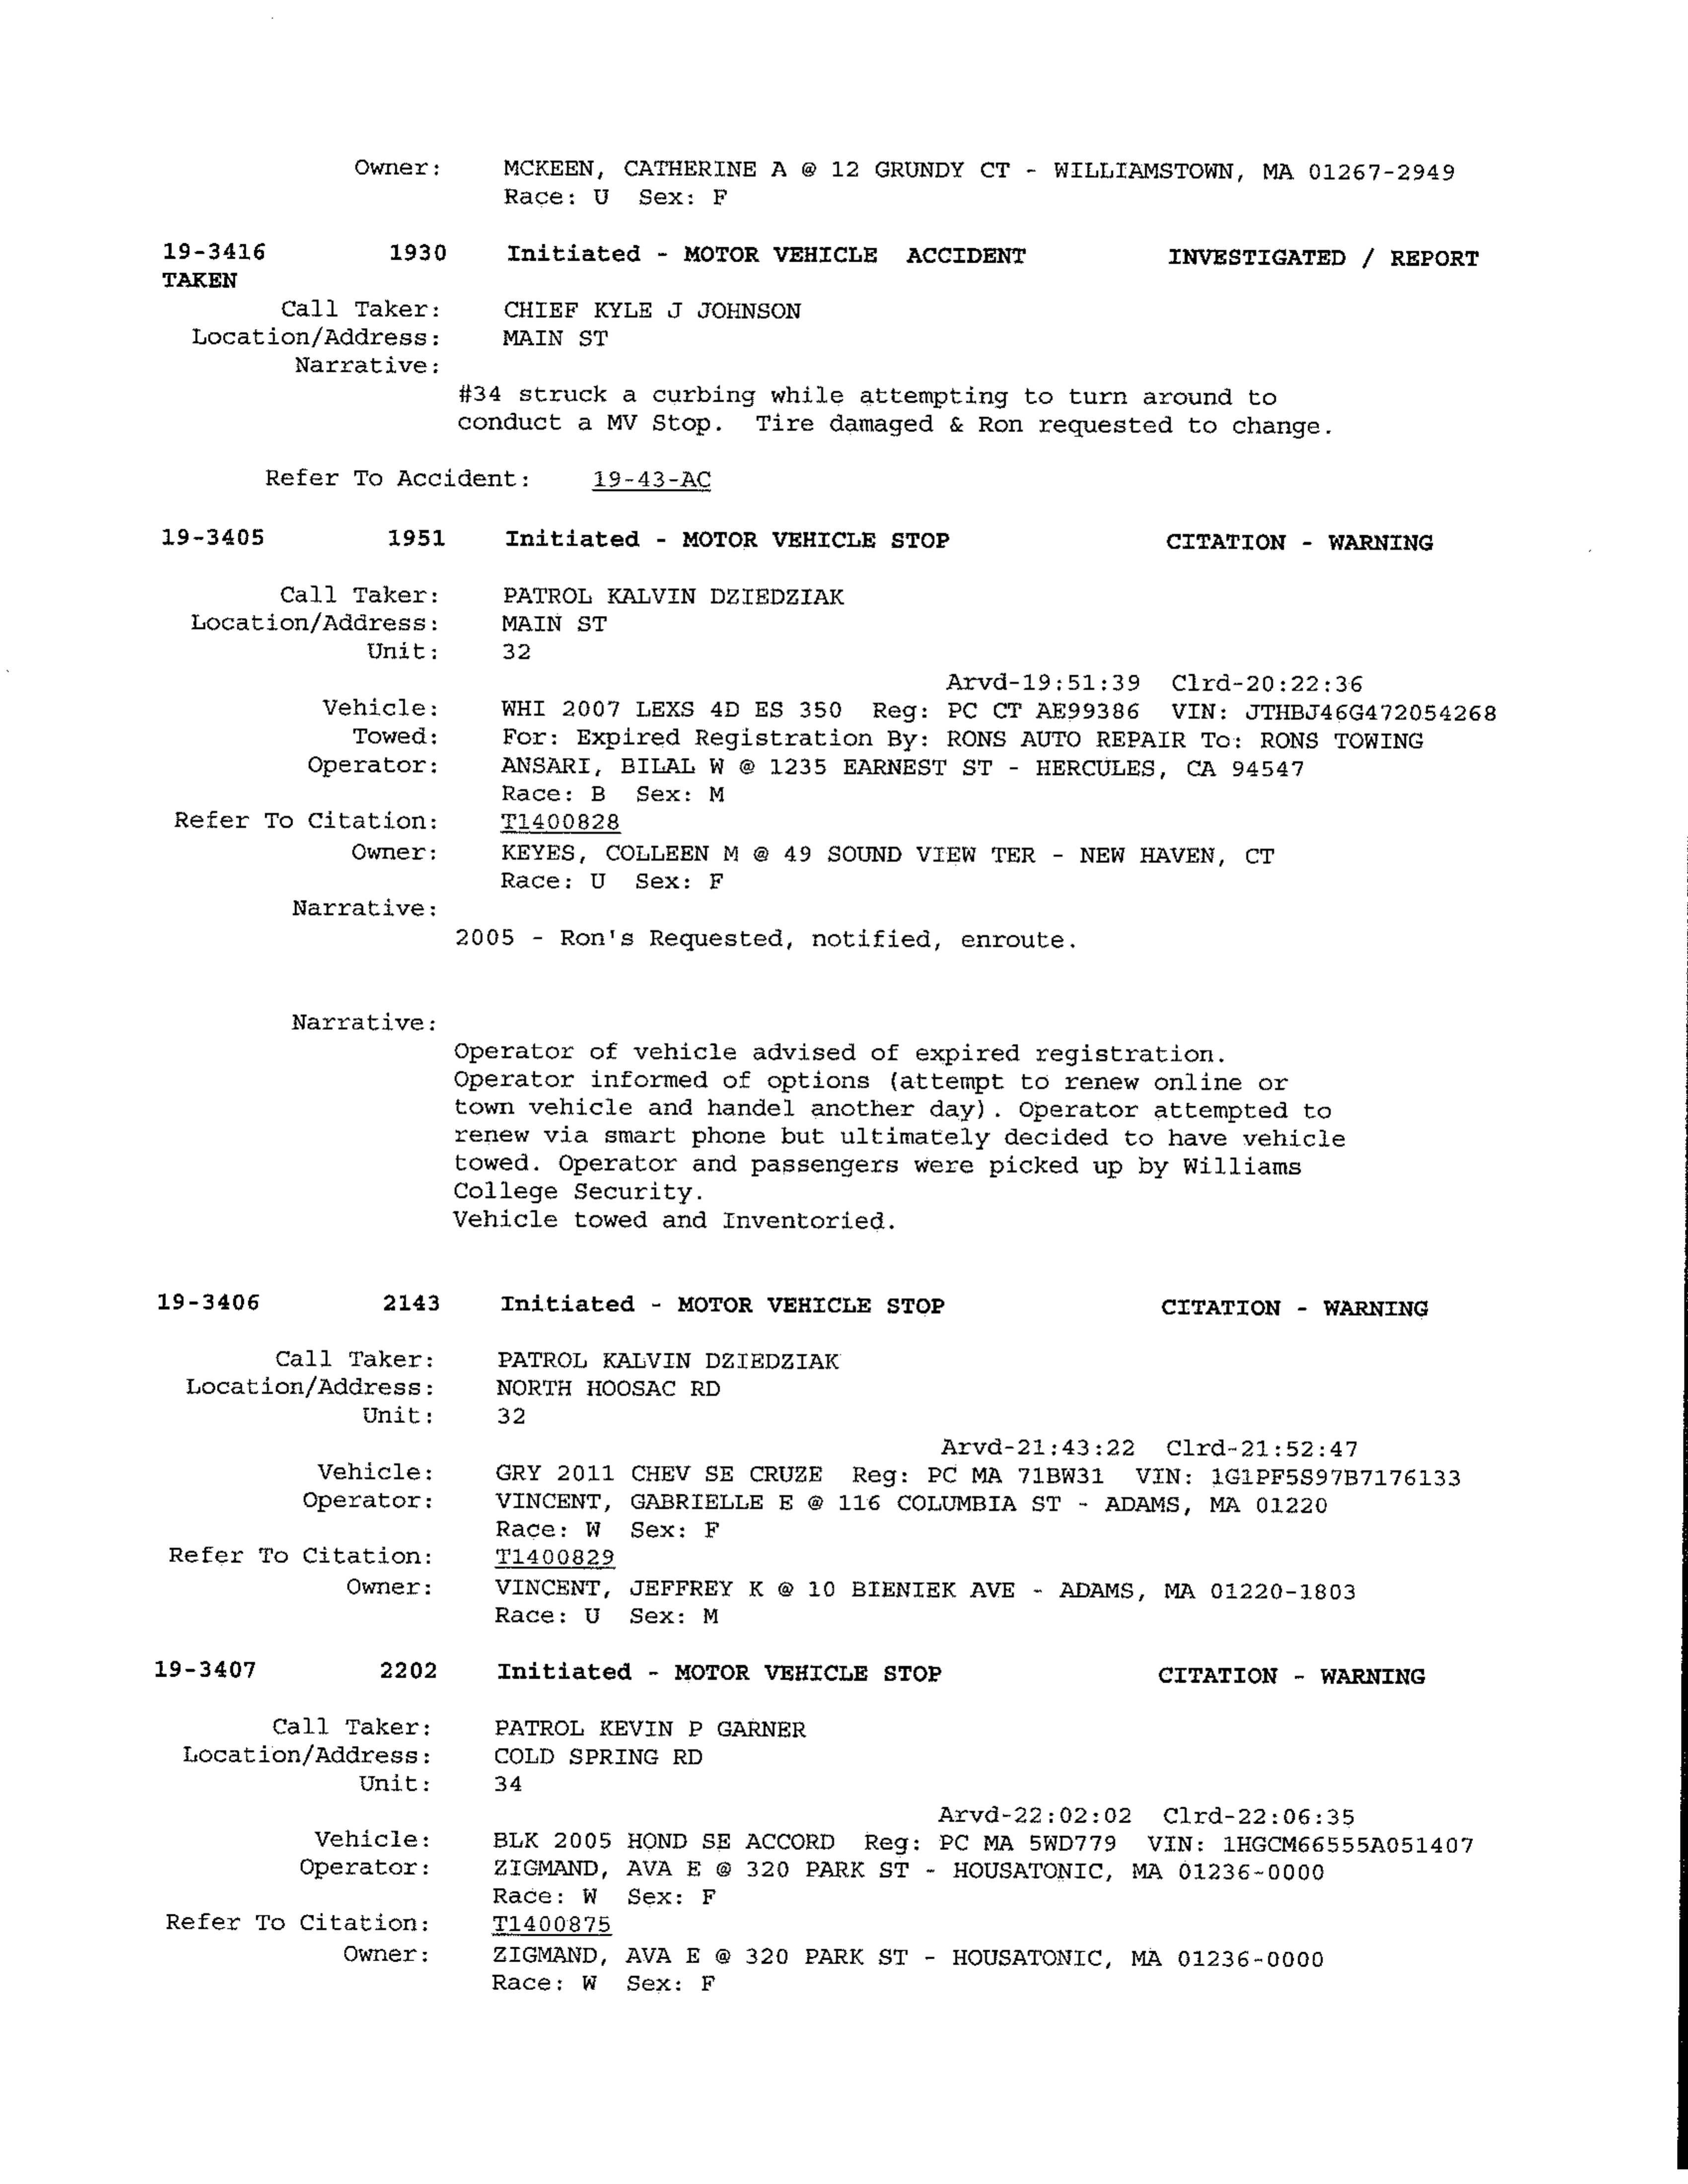 Owner: MCKEEN, CATHERINE A @ 12 GRUNDY CT - WILLIAMSTOWN, MA 01267-2949
Race: U Sex: F
19-3416 1930 Initiated - MOTOR VEHICLE ACCIDENT INVESTIGATED / REPORT
TAKEN
Call Taker: CHIEF KYLE J JOHNSON
Location/Address: MAIN ST
Narrative:
#34 struck a curbing while attempting to turn around to
conduct a MV Stop. Tire damaged & Ron requested to change.
Refer To Accident: 19-43-AC
19-3405 1951 Initiated - MOTOR VEHICLE STOP CITATION - WARNING
Call Taker: PATROL KALVIN DZIEDZIAK
Location/Address: MAIN ST
Unit: 32
Arvd-19:51:39 Clrd-20:22:36
Vehicle: WHI 2007 LEXS 4D ES 350 Reg: PC CT AE99386 VIN: JTHBJ46G472054268
Towed: For: Expired Registration By: RONS AUTO REPAIR To: RONS TOWING
Operator: ANSARI, BILAL W @ 1235 EARNEST ST - HERCULES, CA 94547
Race: B Sex: M
Refer To Citation: T1400828
Owner: KEYES, COLLEEN M @ 49 SOUND VIEW TER - NEW HAVEN, CT
Race: U Sex: F
Narrative:
2005 - Ron's Requested, notified, enroute.
Narrative:
Operator of vehicle advised of expired registration.
Operator informed of options (attempt to renew online or
town vehicle and handel another day). Operator attempted to
renew via smart phone but ultimately decided to have vehicle
towed. Operator and passengers were picked up by Williams
College Security.
Vehicle towed and Inventoried.
19-3406 2143 Initiated - MOTOR VEHICLE STOP CITATION - WARNING
Call Taker: PATROL KALVIN DZIEDZIAK
Location/Address: NORTH HOOSAC RD
Unit: 32
Arvd-21:43:22 Clrd-21:52:47
Vehicle: GRY 2011 CHEV SE CRUZE Reg: PC MA 71BW31 VIN: 1G1PF5S97B7176133
Operator: VINCENT, GABRIELLE E @ 116 COLUMBIA ST - ADAMS, MA 01220
Race: W Sex: F
Refer To Citation: T1400829
Owner: VINCENT, JEFFREY K @ 10 BIENIEK AVE - ADAMS, MA 01220-1803
Race: U Sex: M
19-3407 2202 Initiated - MOTOR VEHICLE STOP CITATION - WARNING
Call Taker: PATROL KEVIN P GARNER
Location/Address: COLD SPRING RD
Unit: 34
Arvd-22:02:02 Clrd-22:06:35
Vehicle: BLK 2005 HOND SE ACCORD Reg: PC MA 5WD779 VIN: 1HGCM66555A051407
Operator: ZIGMAND, AVA E @ 320 PARK ST - HOUSATONIC, MA 01236-0000
Race: W Sex: F
Refer To Citation: T1400875
Owner: ZIGMAND, AVA E @ 320 PARK ST - HOUSATONIC, MA 01236-0000
Race: W Sex: F